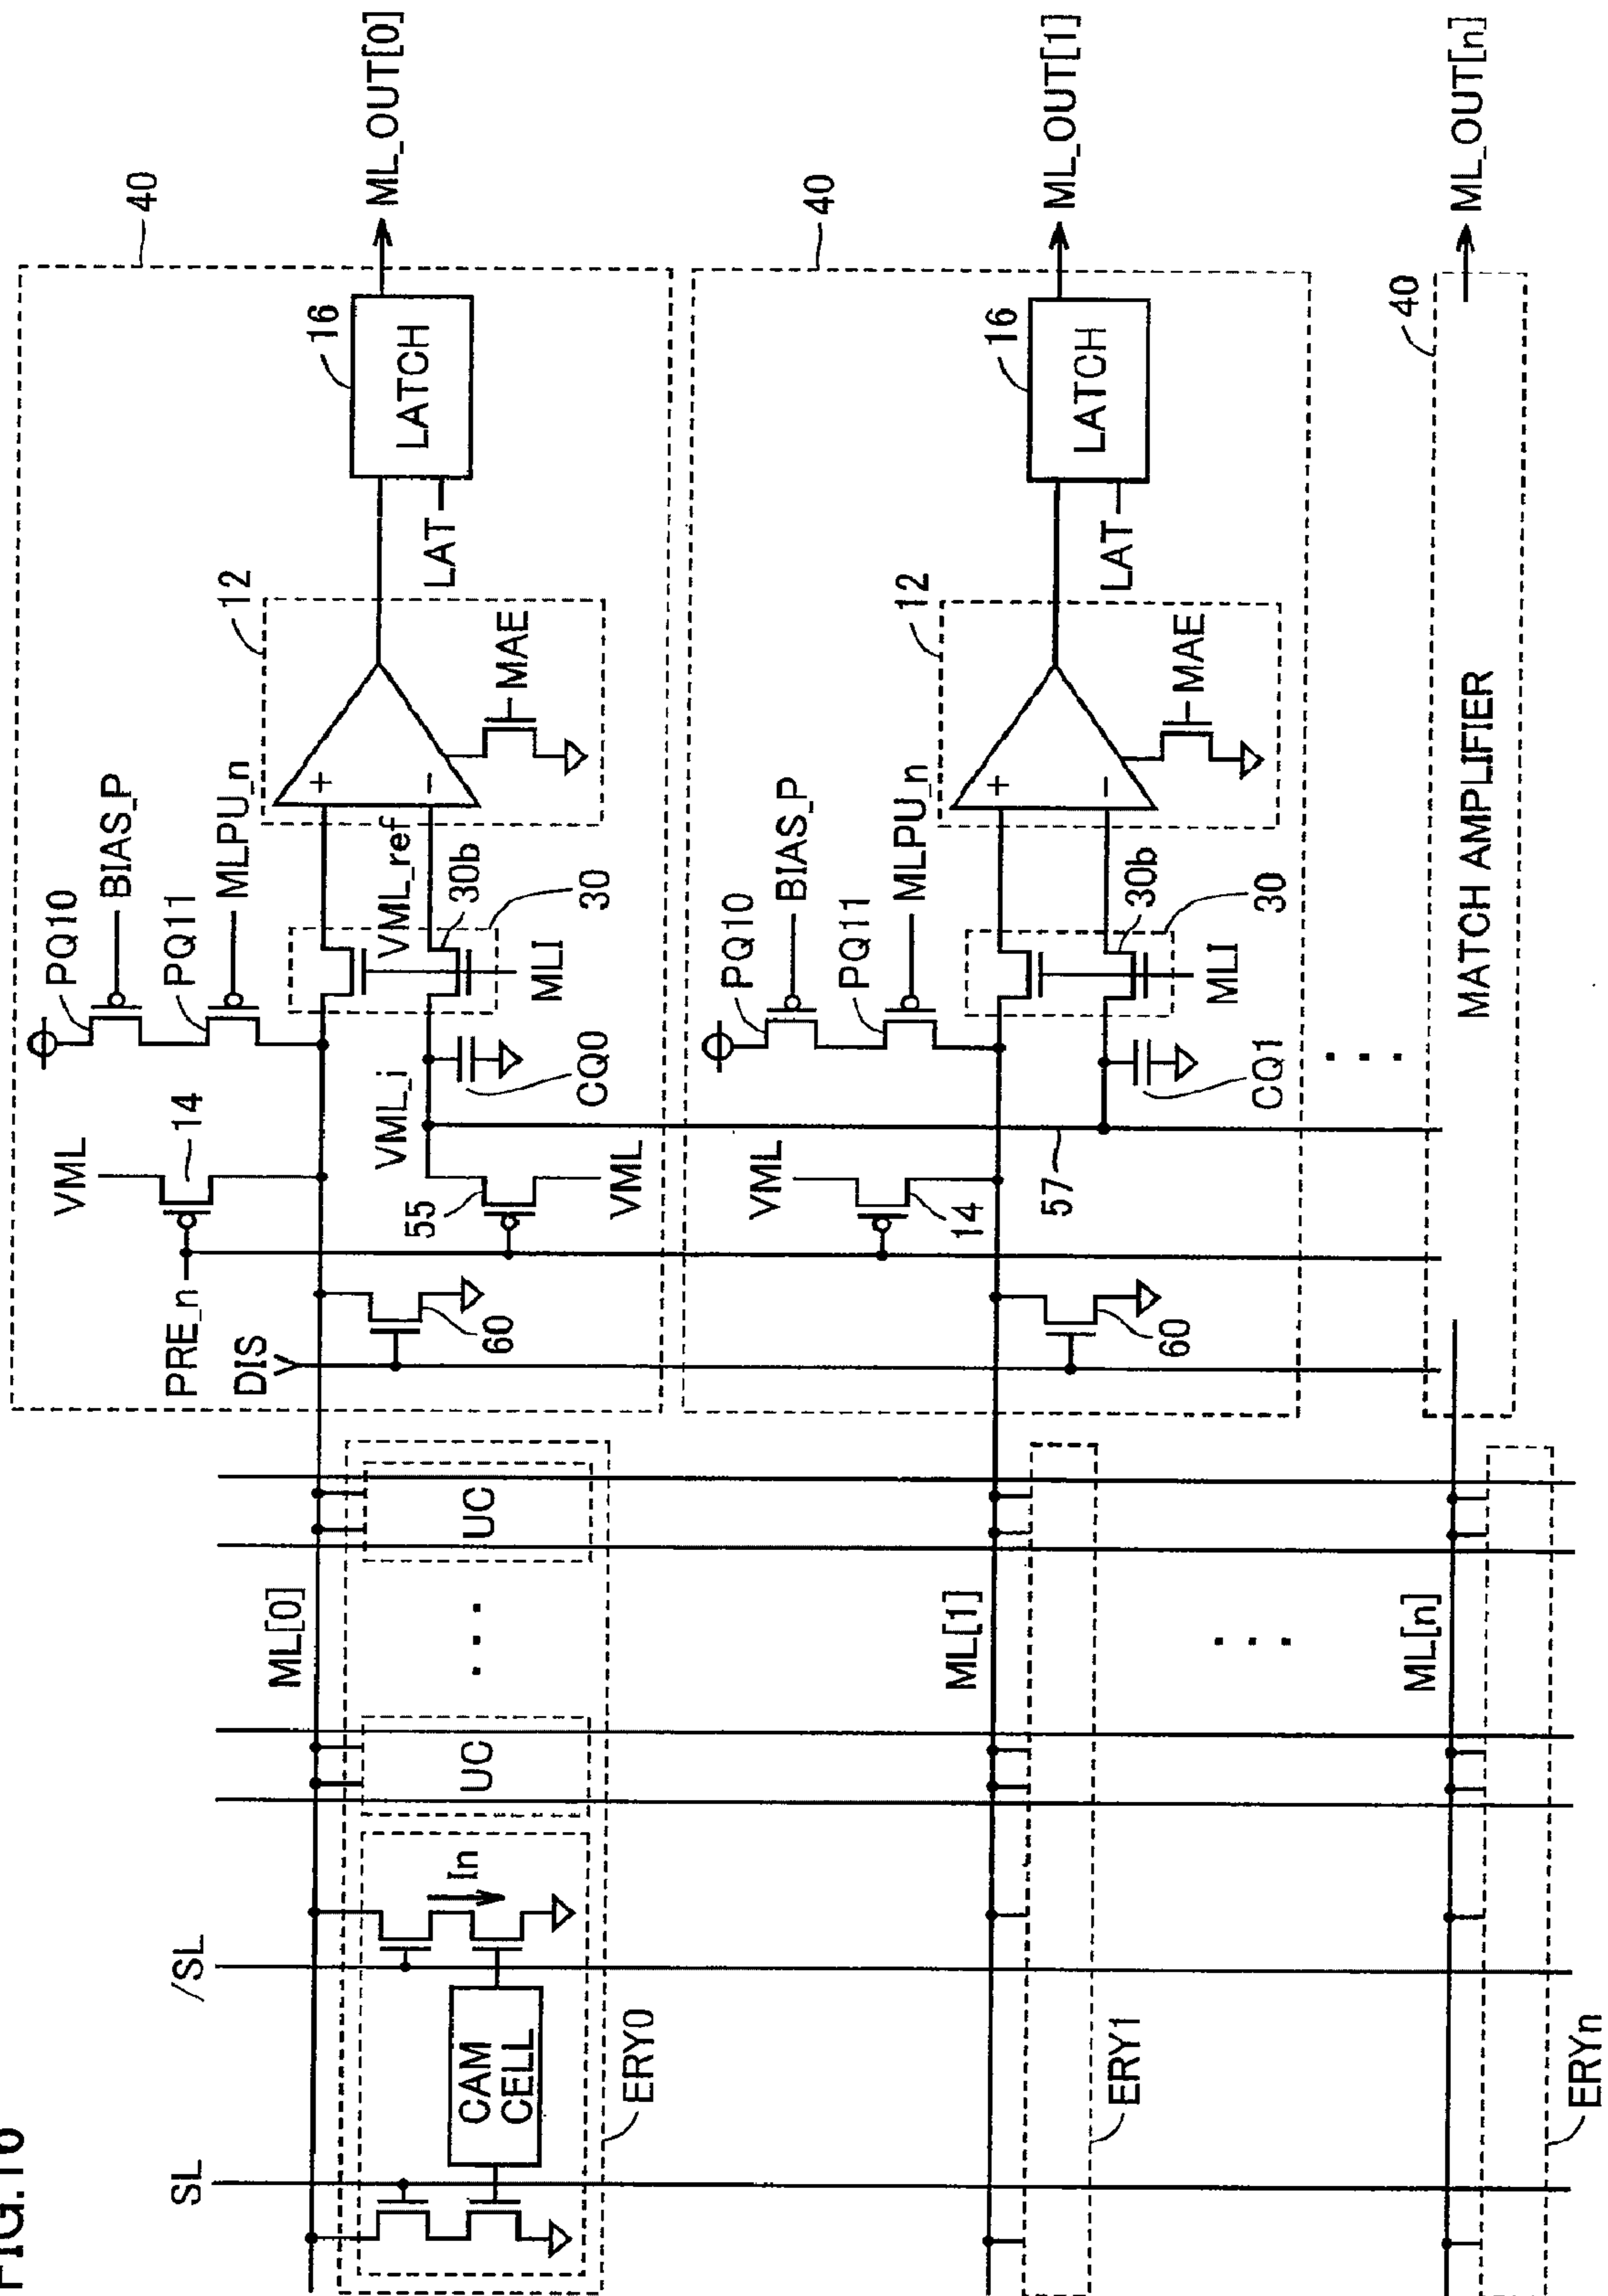 FIG.16
SL
/SL
ML[0]
CAM
CELL
In
UC
. . .
UC
ERY0
DIS
PRE_n
VML
14
60
55
VML
VML_j
CQ0
PQ10
BIAS_P
PQ11
MLPU_n
VML_ref
30b
30
MLI
+
−
12
MAE
LAT
LATCH
16
40
ML_OUT[0]
ML[1]
ERY1
60
VML
14
57
CQ1
PQ10
BIAS_P
PQ11
MLPU_n
30b
30
MLI
+
−
12
MAE
LAT
LATCH
16
40
ML_OUT[1]
. . .
. . .
ML[n]
ERYn
MATCH AMPLIFIER
40
ML_OUT[n]